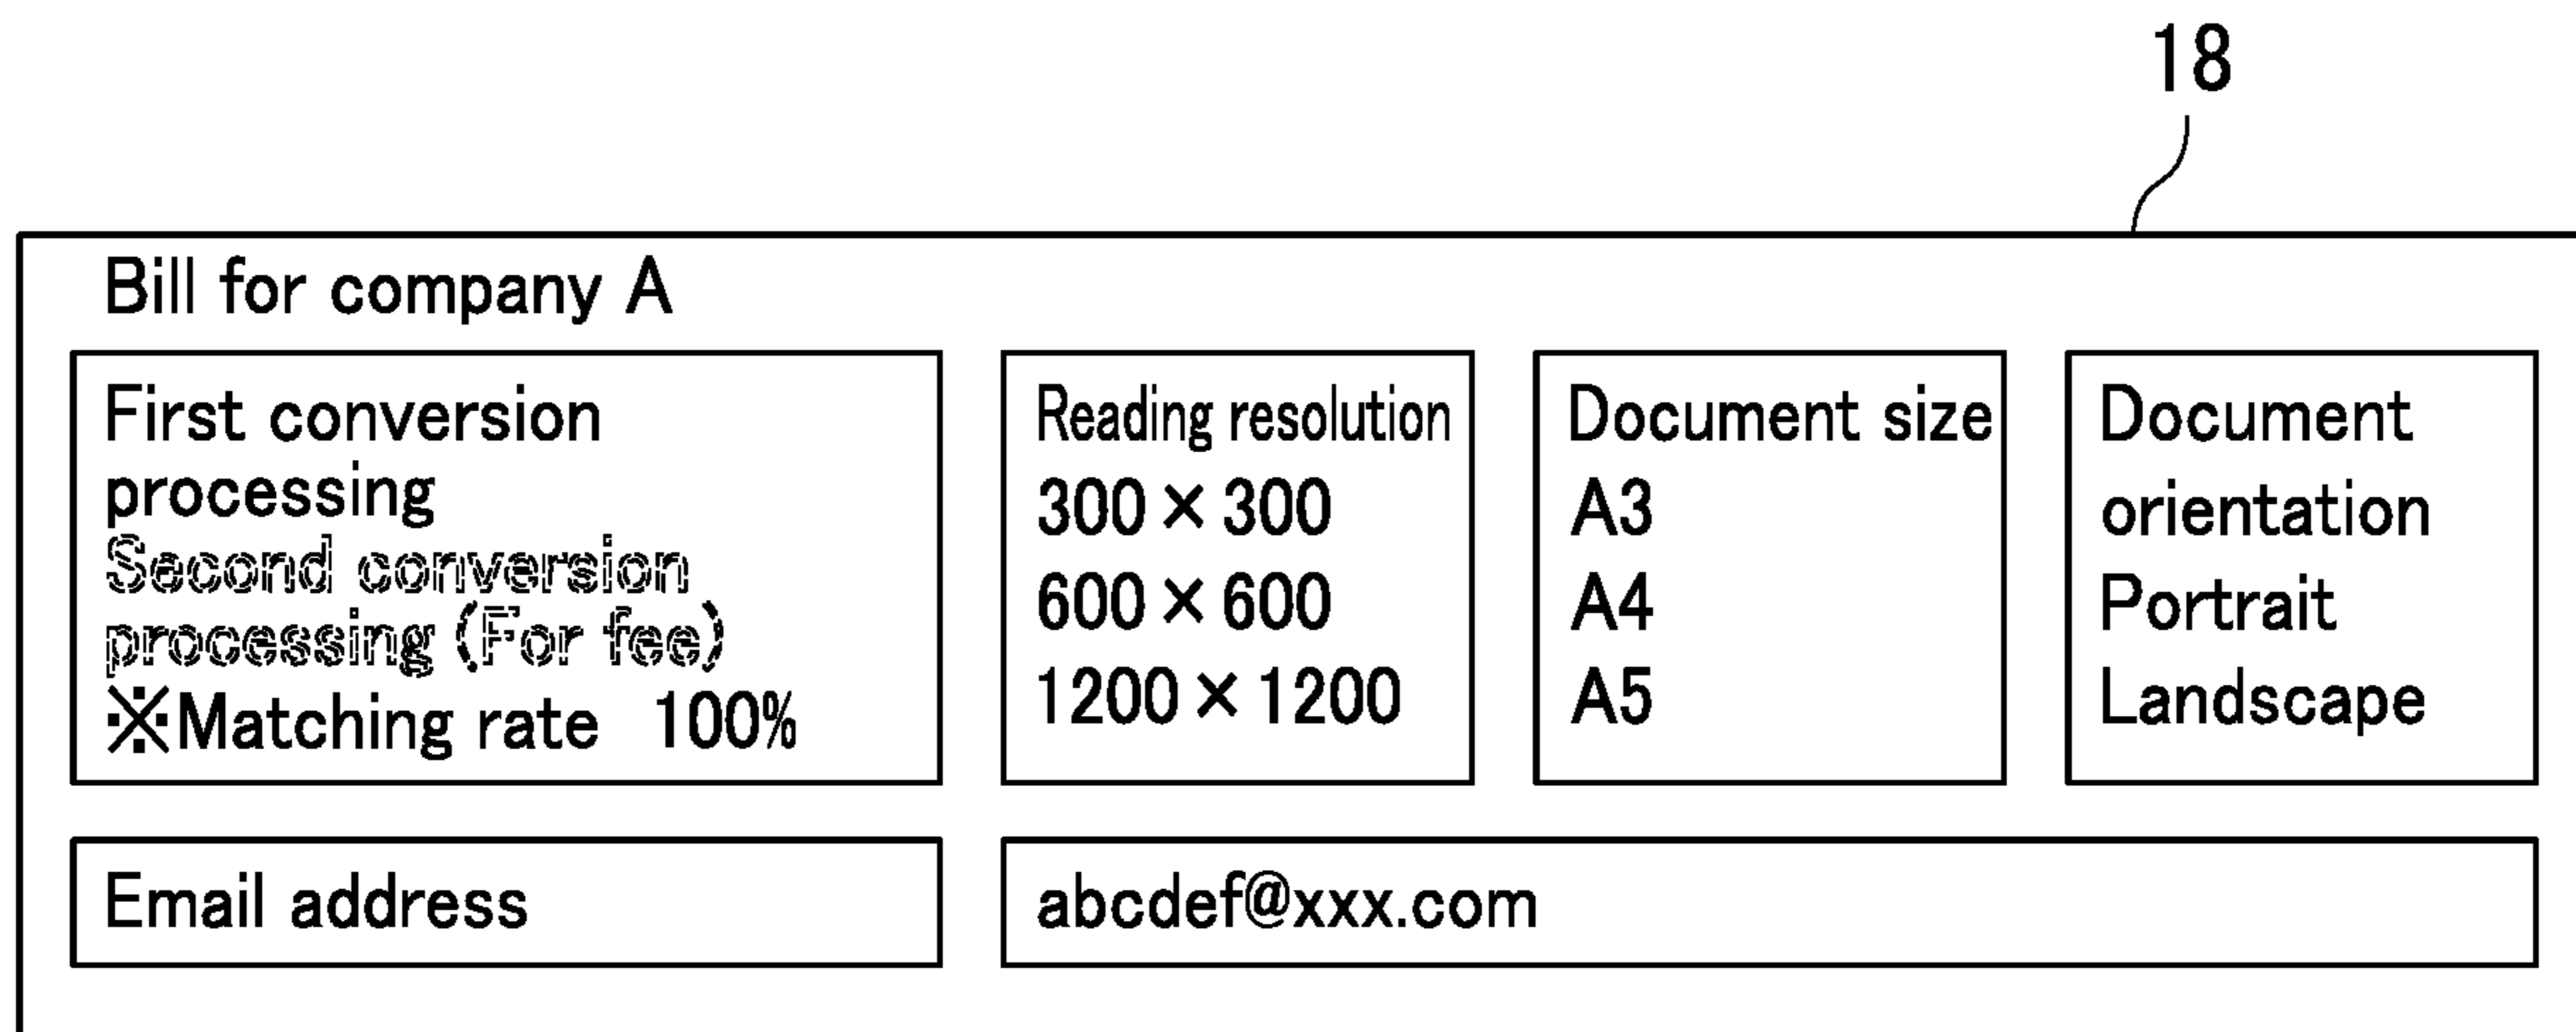 18
Bill for company A
First conversion
processing
Second conversion
processing (For fee)
※Matching rate 100%
Reading resolution
300×300
600×600
1200×1200
Document size
A3
A4
A5
Document
orientation
Portrait
Landscape
Email address
abcdef@xxx.com